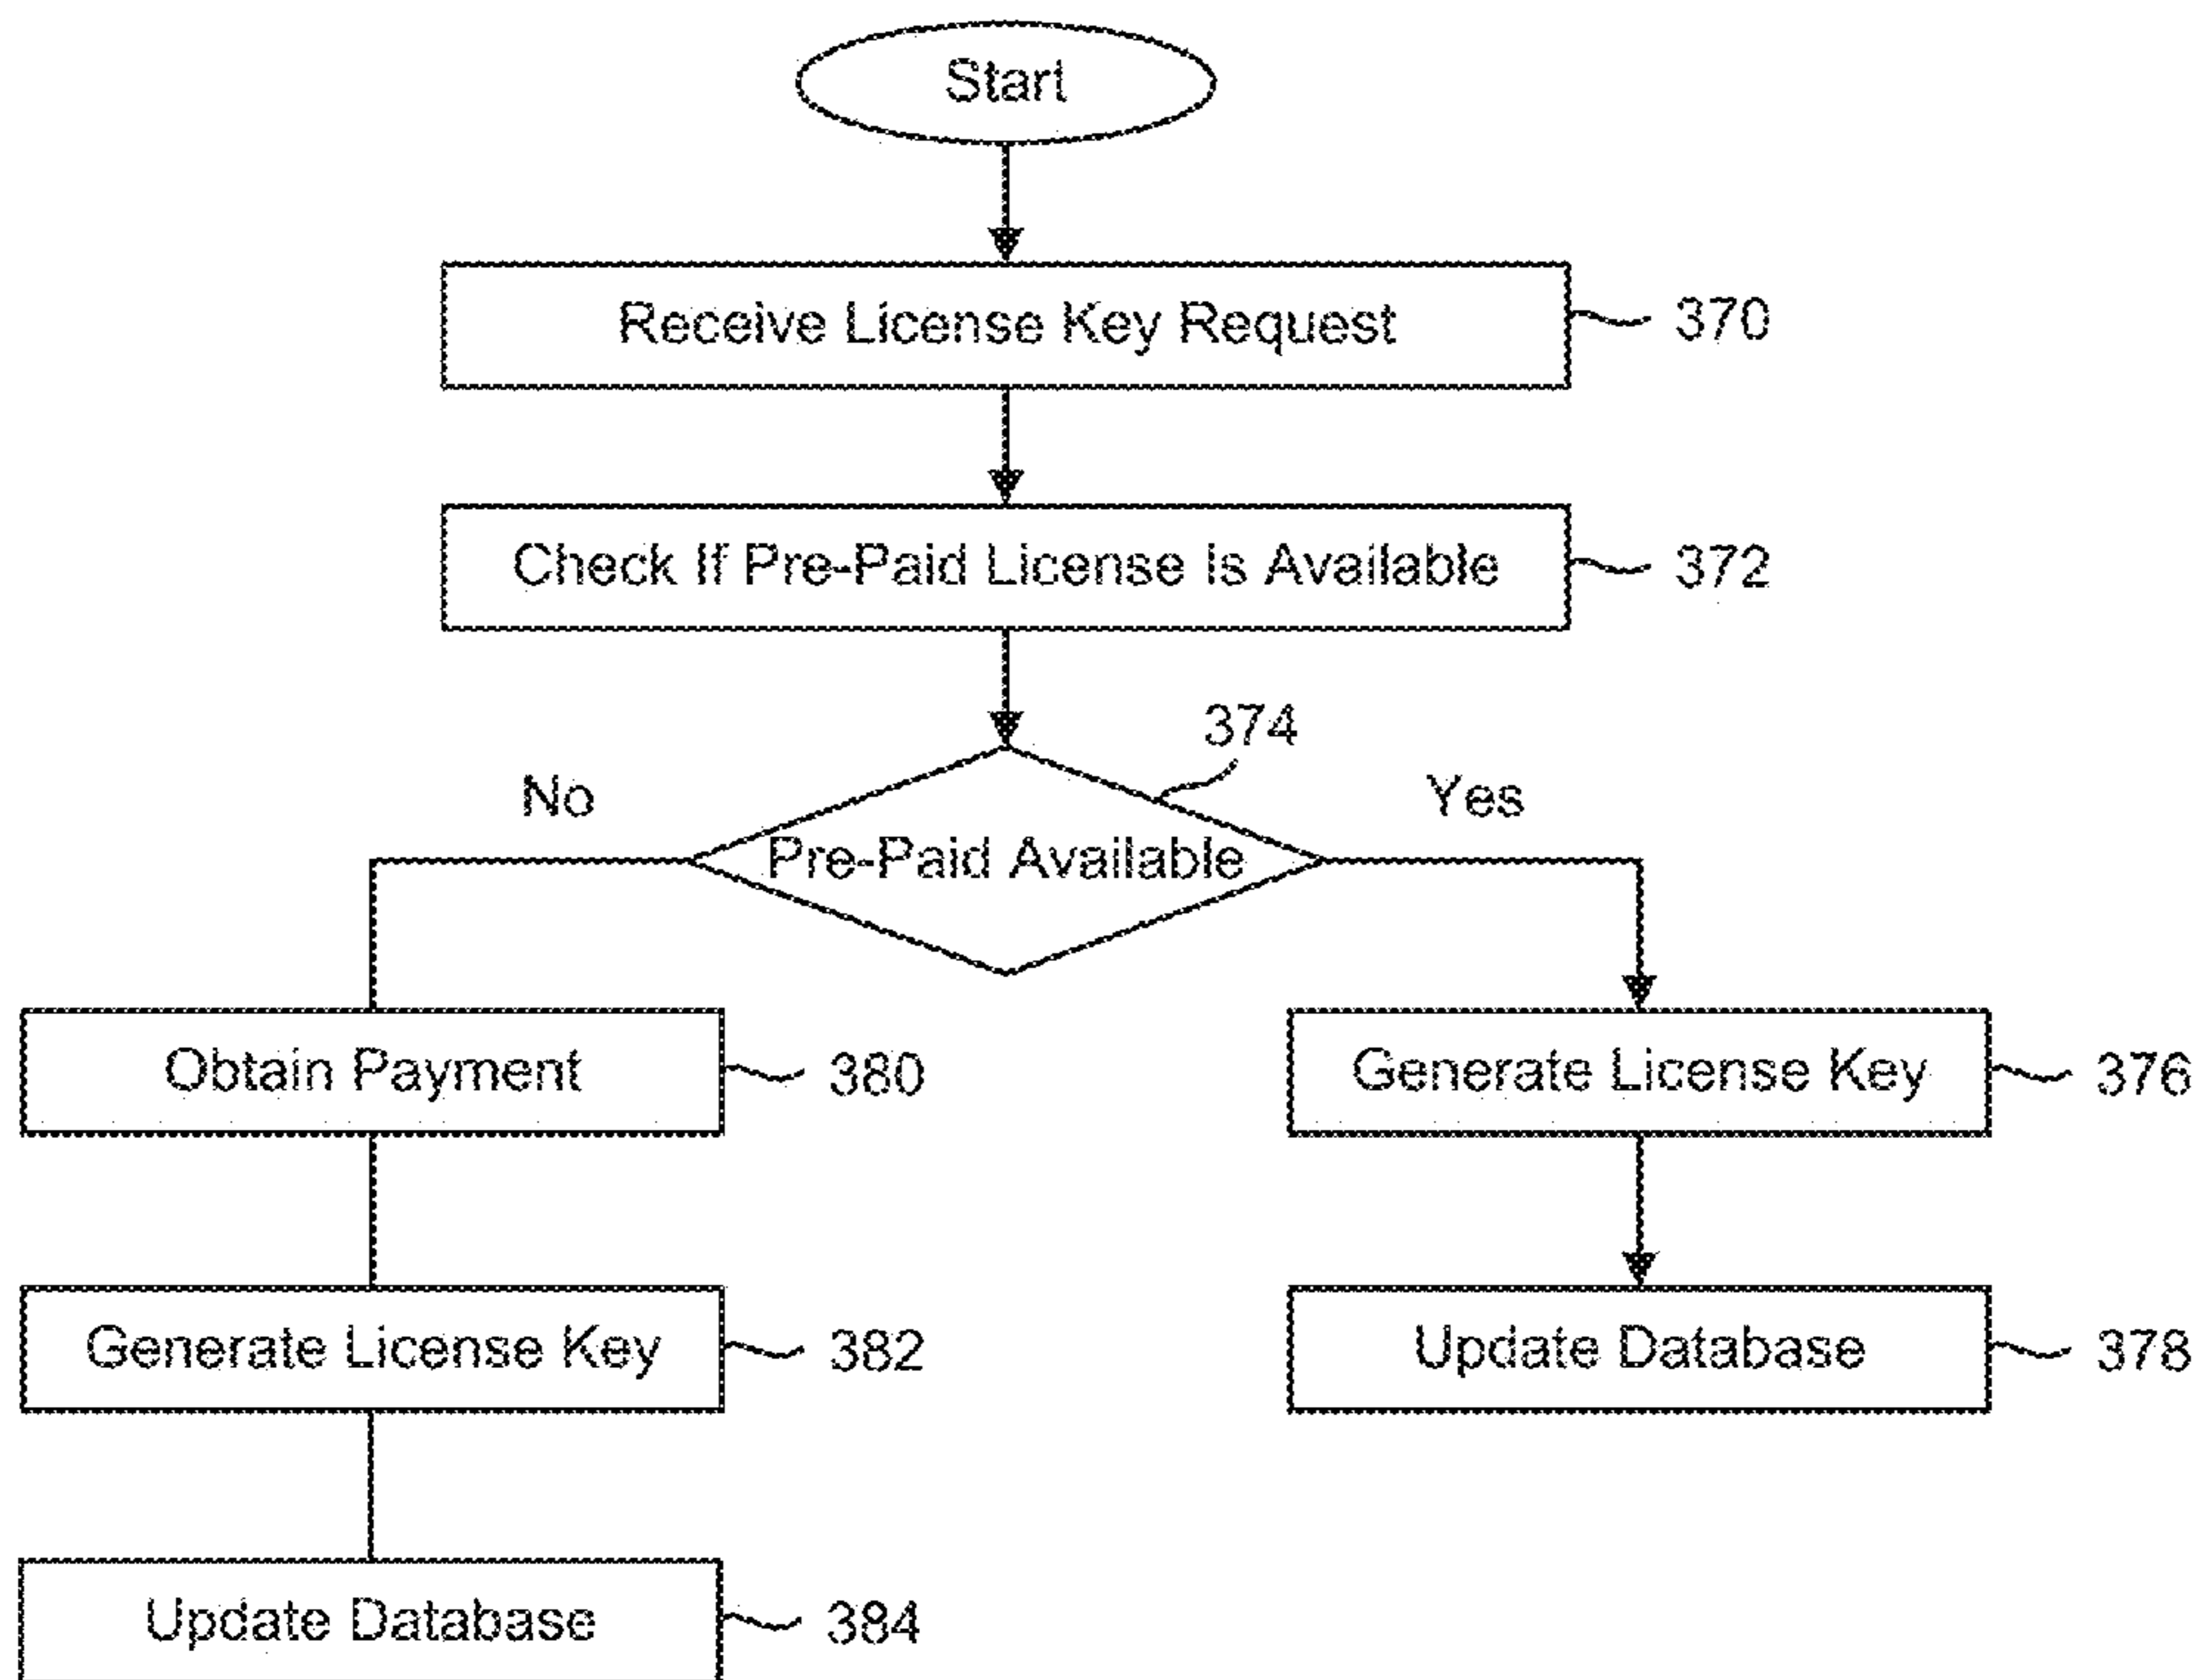 Start
Receive License Key Request
370
Check If Pre-Paid License Is Available
372
374
No
Yes
Pre-Paid Available
Obtain Payment
380
Generate License Key
376
Generate License Key
382
Update Database
378
Update Database
384